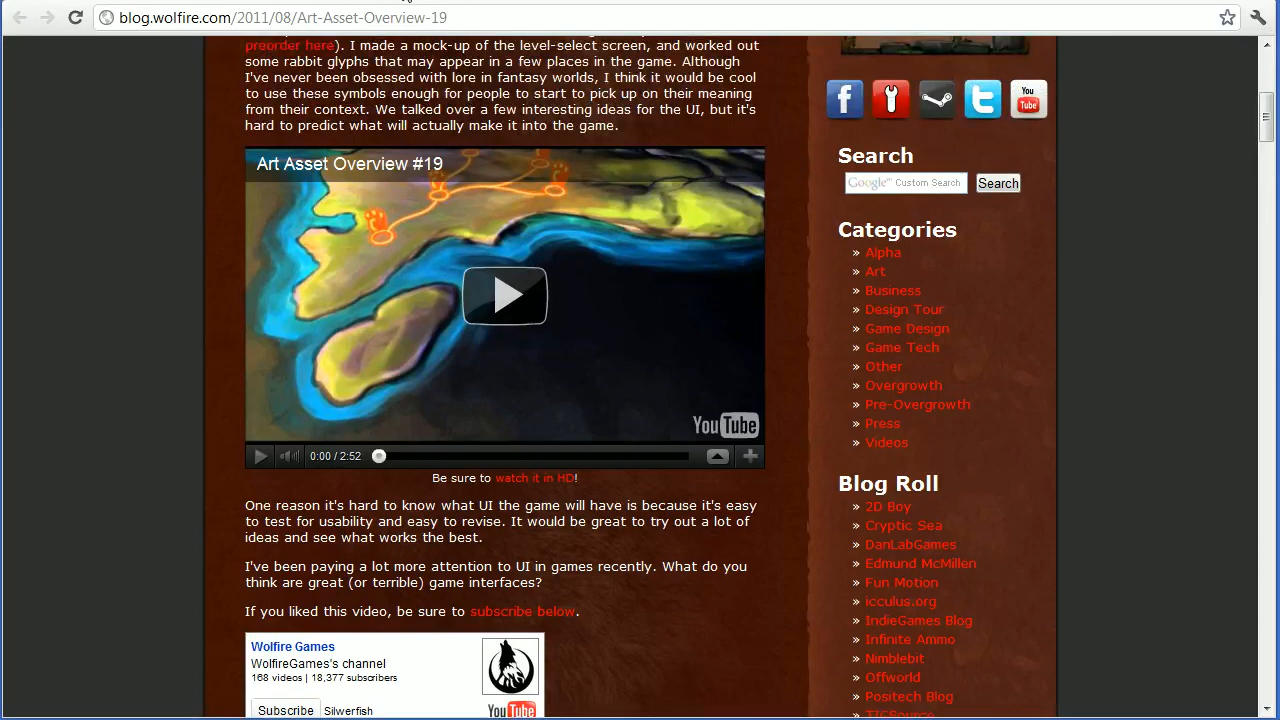 blog.wolfire.com/2011/08/Art-Asset-Overview-19
preorder here). I made a mock-up of the level-select screen, and worked out
some rabbit glyphs that may appear in a few places in the game. Although
I've never been obsessed with lore in fantasy worlds, I think it would be cool
to use these symbols enough for people to start to pick up on their meaning
from their context. We talked over a few interesting ideas for the UI, but it's
hard to predict what will actually make it into the game.
Art Asset Overview #19
YouTube
0:00 / 2:52
Be sure to watch it in HD!
One reason it's hard to know what UI the game will have is because it's easy
to test for usability and easy to revise. It would be great to try out a lot of
ideas and see what works the best.
I've been paying a lot more attention to UI in games recently. What do you
think are great (or terrible) game interfaces?
If you liked this video, be sure to subscribe below.
Wolfire Games
WolfireGames's channel
168 videos | 18,377 subscribers
Subscribe
Silwerfish
YouTube
f
t
You
Tube
Search
Google™ Custom Search
Search
Categories
» Alpha
» Art
» Business
» Design Tour
» Game Design
» Game Tech
» Other
» Overgrowth
» Pre-Overgrowth
» Press
» Videos
Blog Roll
» 2D Boy
» Cryptic Sea
» DanLabGames
» Edmund McMillen
» Fun Motion
» icculus.org
» IndieGames Blog
» Infinite Ammo
» Nimblebit
» Offworld
» Positech Blog
» TIGSource